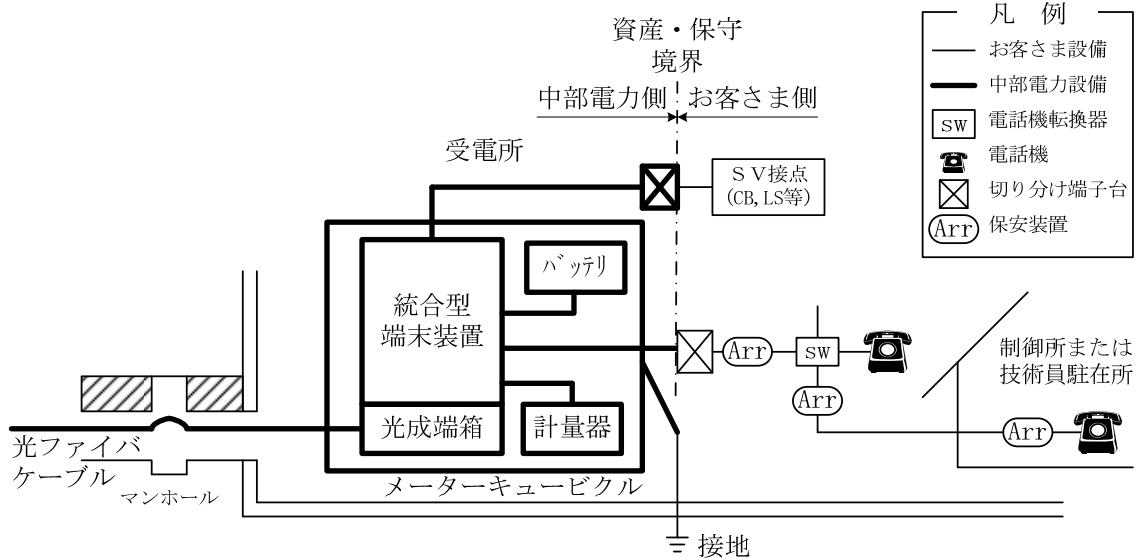 資産・保守
境界
中部電力側
お客さま側
凡 例
お客さま設備
中部電力設備
SW
電話機転換器
電話機
切り分け端子台
Arr
保安装置
受電所
SV接点
(CB, LS等)
バッテリ
統合型
端末装置
光成端箱
計量器
メーターキュービクル
Arr
SW
Arr
制御所または
技術員駐在所
Arr
光ファイバ
ケーブル
マンホール
接地